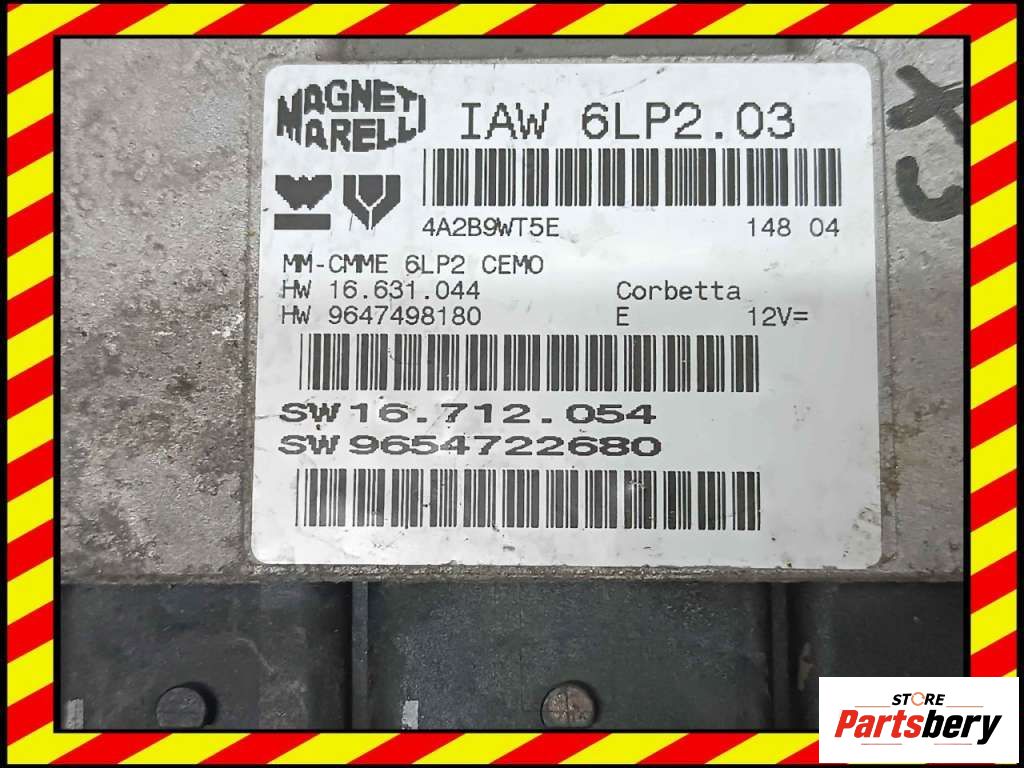 MAGNETI
MARELLI
IAW 6LP2.03
4A2B9WT5E 148 04
MM-CMME 6LP2 CEMO
HW 16.631.044 Corbetta
HW 9647498180 E 12V=
SW 16.712.054
SW 9654722680
STORE
Partsbery